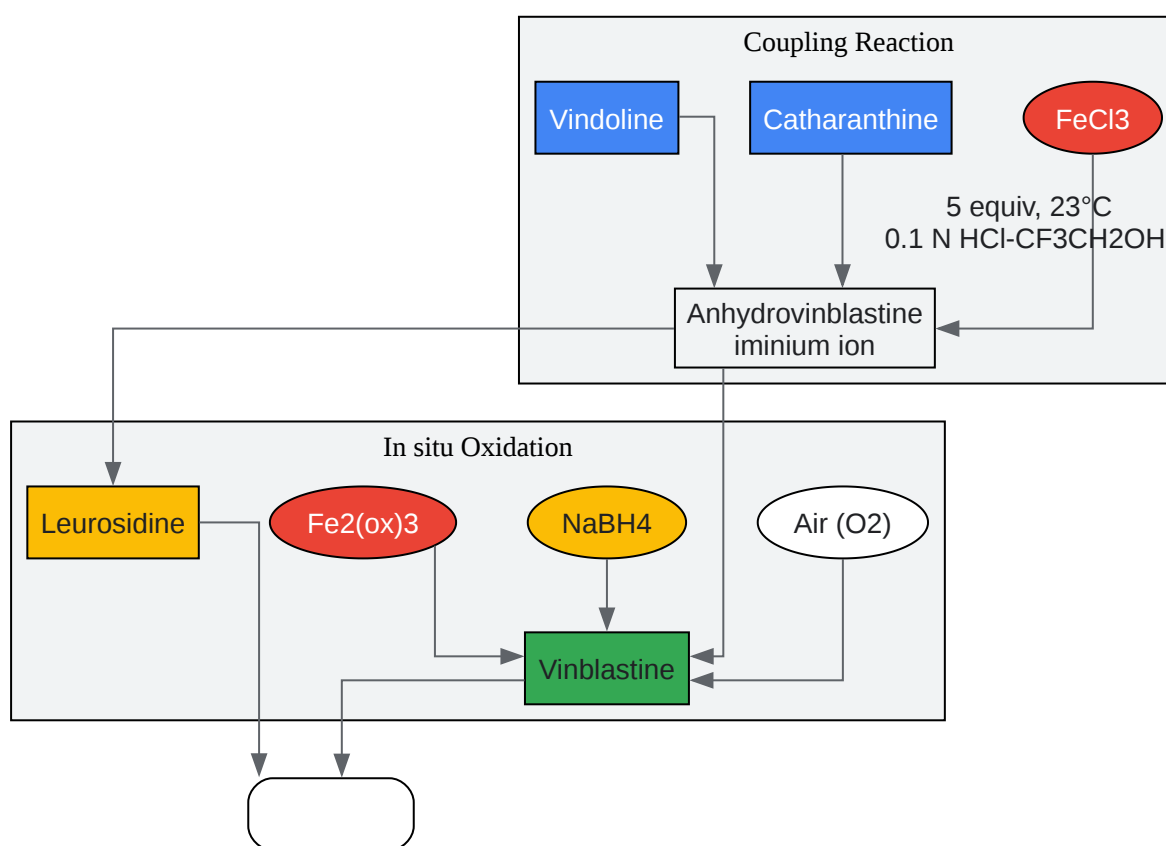 Coupling Reaction
Vindoline
Catharanthine
FeCl3
5 equiv, 23°C
0.1 N HCl-CF3CH2OH
Anhydrovinblastine
iminium ion
In situ Oxidation
Leurosidine
Fe2(ox)3
NaBH4
Air (O2)
Vinblastine